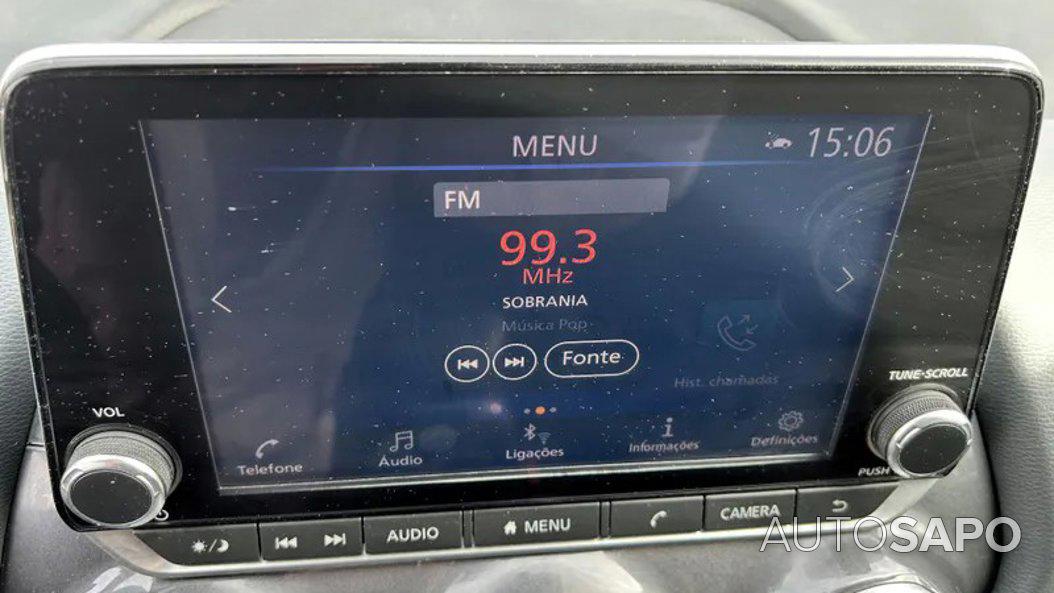 MENU
15:06
FM
99.3
MHz
SOBRANIA
Música Pop
Fonte
Hist. chamadas
VOL
TUNE·SCROLL
PUSH
Telefone
Áudio
Ligações
Informações
Definições
AUDIO
MENU
CAMERA
AUTOSAPO